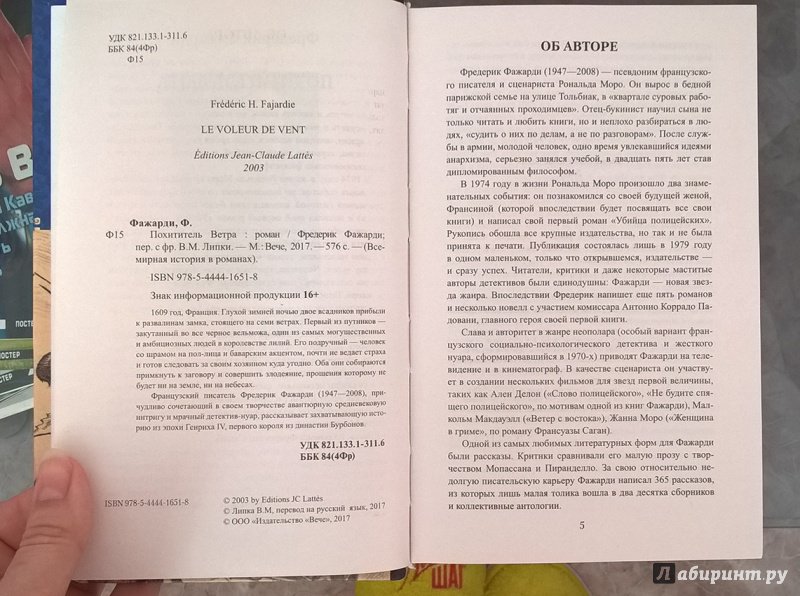 УДК 821.133.1-311.6
ББК 84(4Фр)
Ф15
Frédéric H. Fajardie
LE VOLEUR DE VENT
Éditions Jean-Claude Lattès
2003
Фажарди, Ф.
Ф15 Похититель Ветра : роман / Фредерик Фажарди;
пер. с фр. В.М. Липки. — М. : Вече, 2017. — 576 с. — (Все-
мирная история в романах).
ISBN 978-5-4444-1651-8
Знак информационной продукции 16+
1609 год, Франция. Глухой зимней ночью двое всадников прибыли
к развалинам замка, стоящего на семи ветрах. Первый из путников —
закутанный во все черное вельможа, один из самых могущественных
и амбициозных людей в королевстве лилий. Его подручный — человек
со шрамом на пол-лица и баварским акцентом, почти не ведает страха
и готов следовать за своим хозяином куда угодно. Оба они собираются
примкнуть к заговору и совершить злодеяние, прощения которому не
будет ни на земле, ни на небесах.
Французский писатель Фредерик Фажарди (1947—2008), при-
чудливо сочетающий в своем творчестве авантюрную средневековую
интригу и мрачный детектив-нуар, рассказывает захватывающую исто-
рию из эпохи Генриха IV, первого короля из династии Бурбонов.
УДК 821.133.1-311.6
ББК 84(4Фр)
ISBN 978-5-4444-1651-8
© 2003 by Editions JC Lattès
© Липка В.М, перевод на русский язык, 2017
© ООО «Издательство «Вече», 2017
ОБ АВТОРЕ
Фредерик Фажарди (1947—2008) — псевдоним французско-
го писателя и сценариста Рональда Моро. Он вырос в бедной
парижской семье на улице Тольбиак, в «квартале суровых рабо-
тяг и отчаянных проходимцев». Отец-букинист научил сына не
только читать и любить книги, но и неплохо разбираться в лю-
дях, «судить о них по делам, а не по разговорам». После служ-
бы в армии, молодой человек, одно время увлекавшийся идеями
анархизма, серьезно занялся учебой, в двадцать пять лет став
дипломированным философом.
В 1974 году в жизни Рональда Моро произошло два знаме-
нательных события: он познакомился со своей будущей женой,
Франсиной (которой впоследствии будет посвящать все свои
книги) и написал свой первый роман «Убийца полицейских».
Рукопись обошла все крупные издательства, но так и не была
принята к печати. Публикация состоялась лишь в 1979 году
в одном маленьком, только что открывшемся, издательстве —
и сразу успех. Читатели, критики и даже некоторые маститые
авторы детективов были единодушны: Фажарди — новая звез-
да жанра. Впоследствии Фредерик напишет еще пять романов
и несколько новелл с участием комиссара Антонио Коррадо Па-
довани, главного героя своей первой книги.
Слава и авторитет в жанре неополара (особый вариант фран-
цузского социально-психологического детектива и жесткого
нуара, сформировавшийся в 1970-х) приводят Фажарди на те-
левидение и в кинематограф. В качестве сценариста он участву-
ет в создании нескольких фильмов для звезд первой величины,
таких как Ален Делон («Слово полицейского», «Не будите спя-
щего полицейского», по мотивам одной из книг Фажарди), Мал-
кольм Макдауэлл («Ветер с востока»), Жанна Моро («Женщина
в гриме», по роману Франсуазы Саган).
Одной из самых любимых литературных форм для Фажарди
были рассказы. Критики сравнивали его малую прозу с твор-
чеством Мопассана и Пиранделло. За свою относительно не-
долгую писательскую карьеру Фажарди написал 365 рассказов,
из которых лишь малая толика вошла в два десятка сборников
и коллективные антологии.
5
ШАГ
Лабиринт.ру